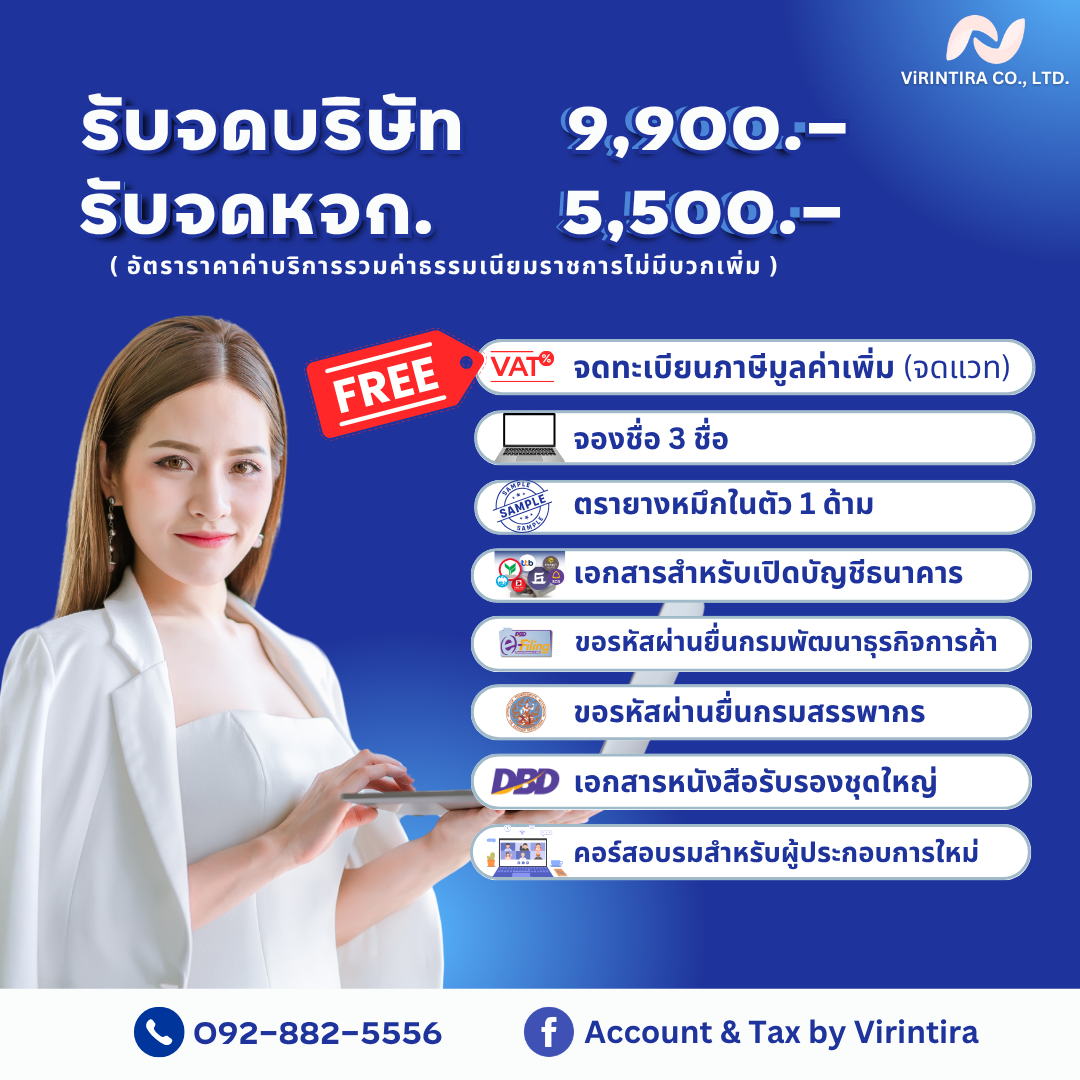 ViRINTIRA CO., LTD.
รับจดบริษัท 9,900.–
รับจดหจก. 5,500.–
( อัตราราคาค่าบริการรวมค่าธรรมเนียมราชการไม่มีบวกเพิ่ม )
FREE
VAT%
จดทะเบียนภาษีมูลค่าเพิ่ม (จดแวท)
จองชื่อ 3 ชื่อ
SAMPLE
SAMPLE
SAMPLE
ตรายางหมึกในตัว 1 ด้าม
ttb
เอกสารสำหรับเปิดบัญชีธนาคาร
DBD
e-Filing
ขอรหัสผ่านยื่นกรมพัฒนาธุรกิจการค้า
ขอรหัสผ่านยื่นกรมสรรพากร
DBD
เอกสารหนังสือรับรองชุดใหญ่
คอร์สอบรมสำหรับผู้ประกอบการใหม่
092-882-5556
Account & Tax by Virintira